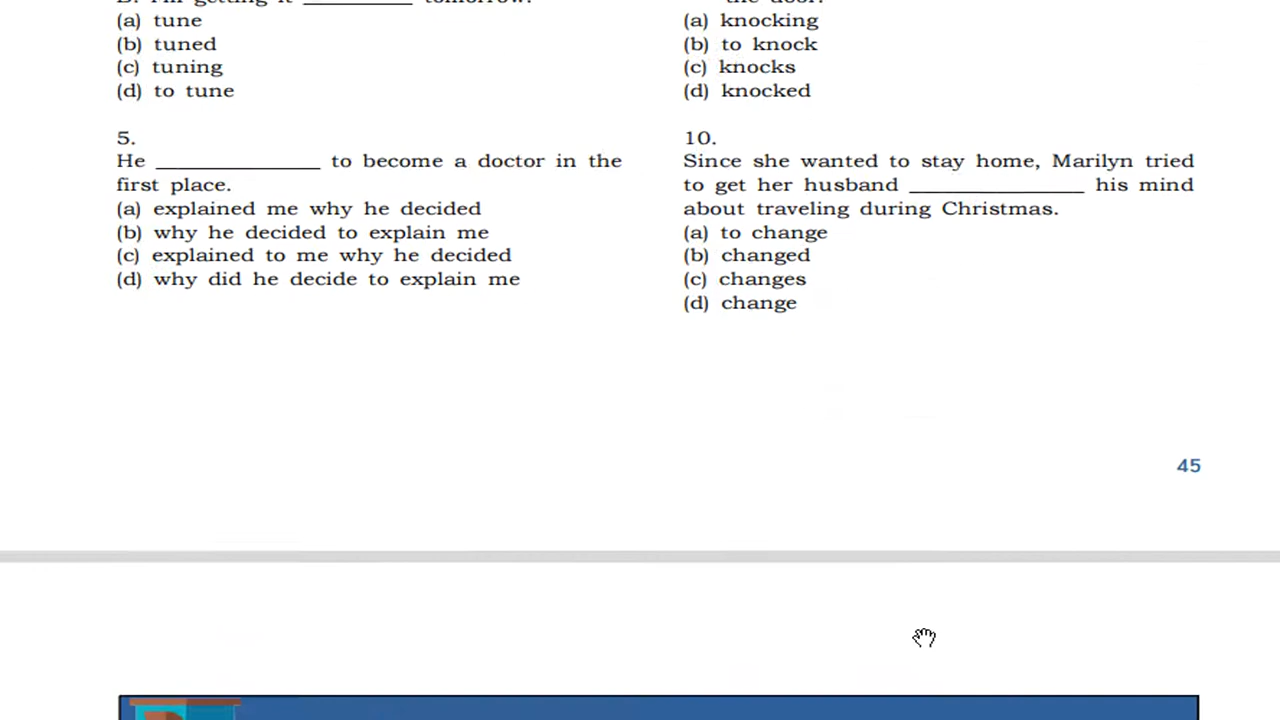 (a) tune
(b) tuned
(c) tuning
(d) to tune
5.
He _______________ to become a doctor in the
first place.
(a) explained me why he decided
(b) why he decided to explain me
(c) explained to me why he decided
(d) why did he decide to explain me
(a) knocking
(b) to knock
(c) knocks
(d) knocked
10.
Since she wanted to stay home, Marilyn tried
to get her husband ________________ his mind
about traveling during Christmas.
(a) to change
(b) changed
(c) changes
(d) change
45